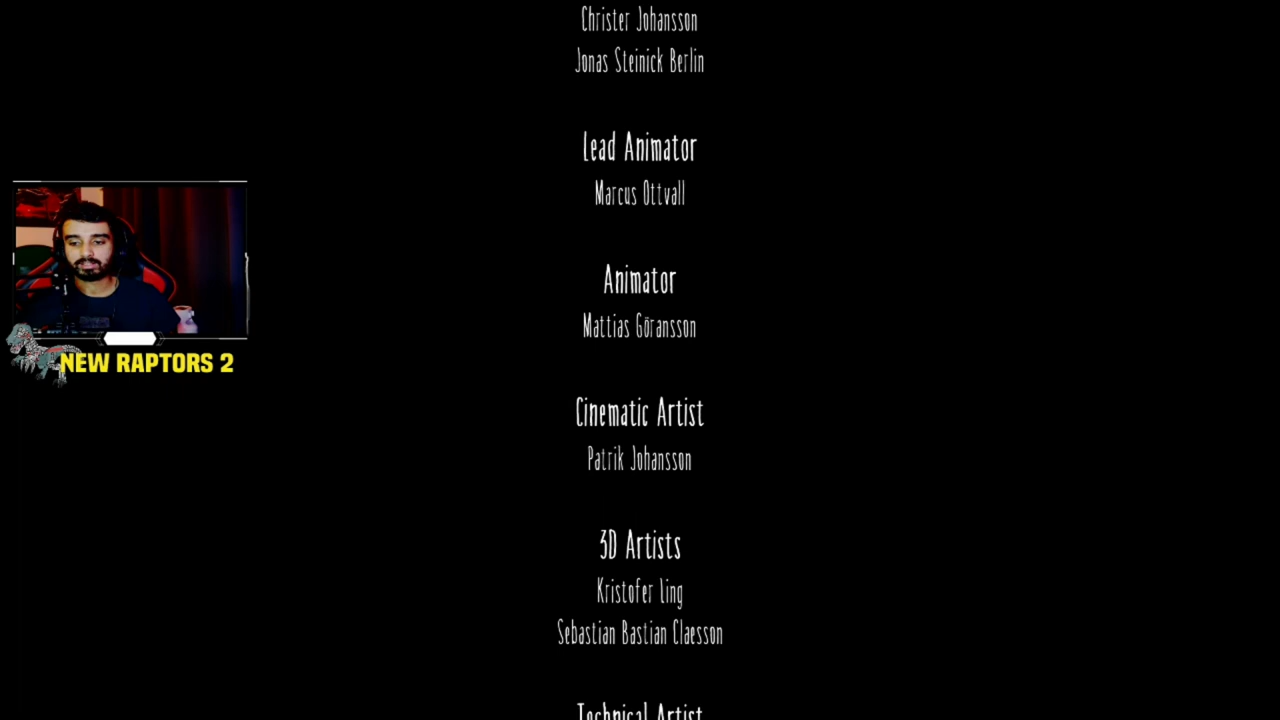 Christer Johansson
Jonas Steinick Berlin
Lead Animator
Marcus Ottvall
Animator
Mattias Göransson
Cinematic Artist
Patrik Johansson
3D Artists
Kristofer Ling
Sebastian Bastian Claesson
Technical Artist
NEW RAPTORS 2